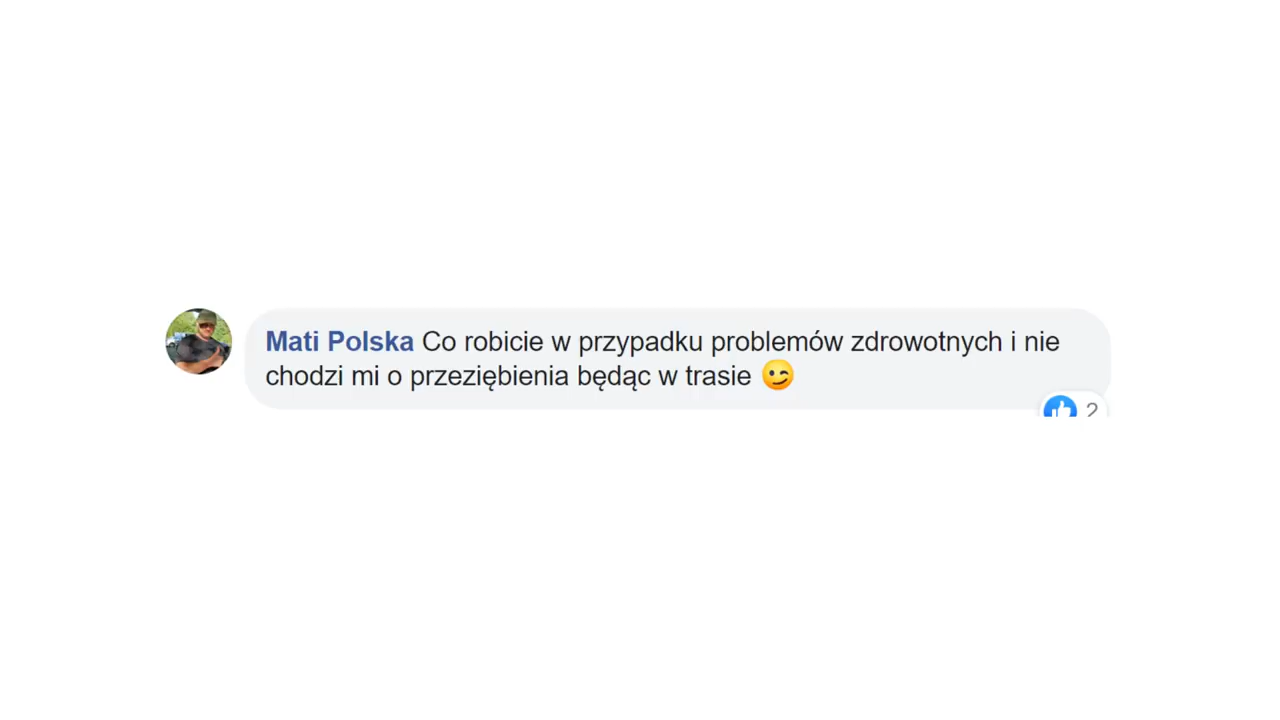 Mati Polska Co robicie w przypadku problemów zdrowotnych i nie
chodzi mi o przeziębienia będąc w trasie 😉
2